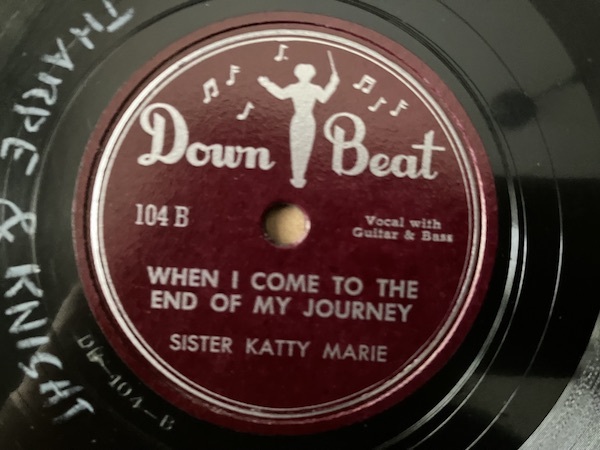 THARPE & KNISHT
Down Beat
104 B
Vocal with
Guitar & Bass
WHEN I COME TO THE
END OF MY JOURNEY
SISTER KATTY MARIE
DB-104-B